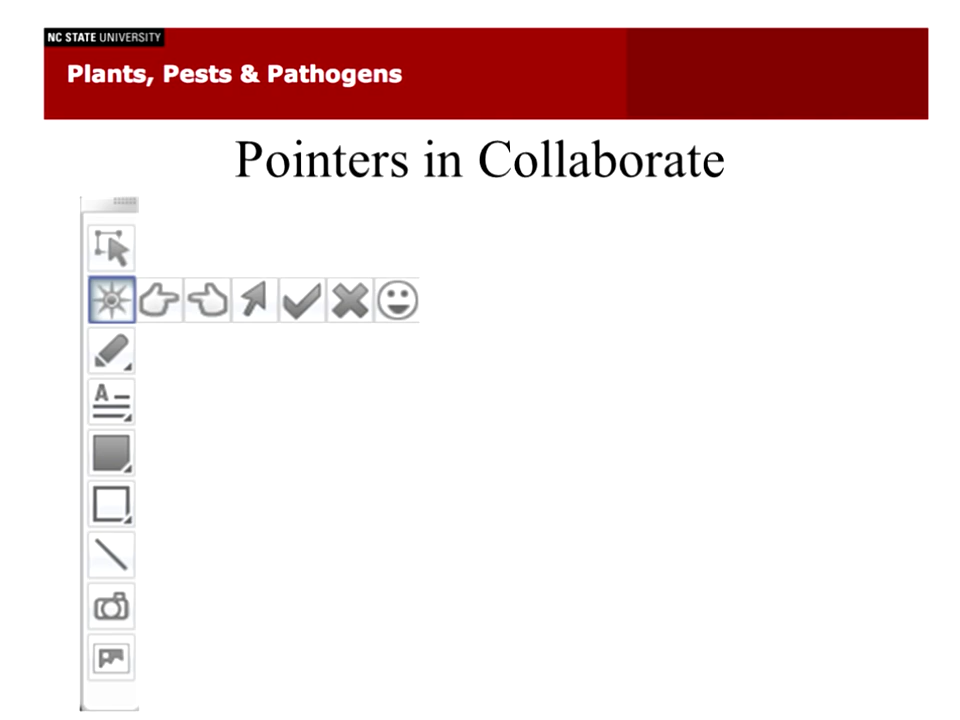 NC STATE UNIVERSITY
Plants, Pests & Pathogens
Pointers in Collaborate
A